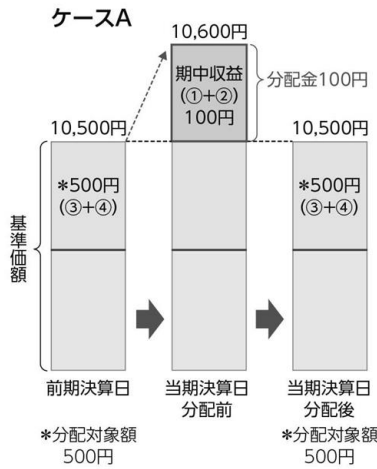 ケースA
10,600円
期中収益
(①+②)
100円
分配金100円
10,500円
10,500円
*500円
(③+④)
*500円
(③+④)
基準価額
前期決算日
当期決算日
分配前
当期決算日
分配後
*分配対象額
500円
*分配対象額
500円